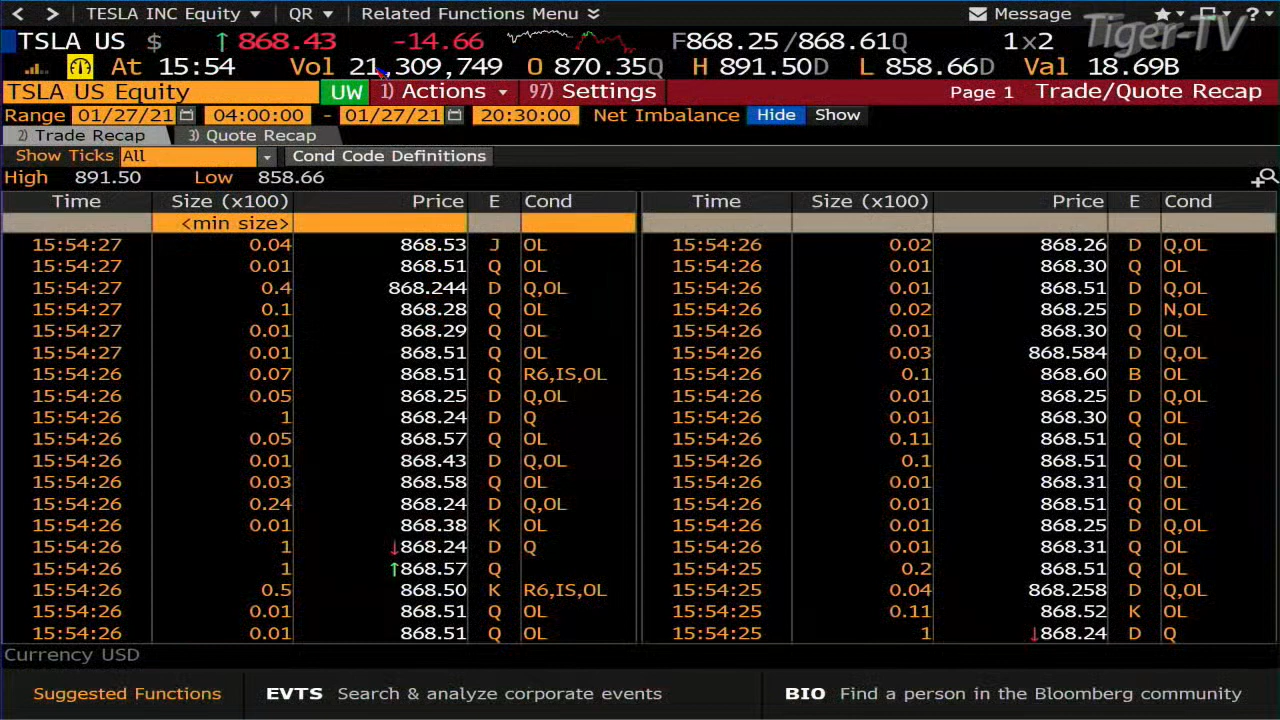 TSLA INC Equity QR Related Functions Menu Message ?
TSLA US $ ↑ 868.43 -14.66 F868.25/868.61Q 1x2 Tiger-TV
At 15:54 Vol 21,309,749 O 870.35Q H 891.50D L 858.66D Val 18.69B
TSLA US Equity UW 1) Actions 97) Settings Page 1 Trade/Quote Recap
Range 01/27/21 04:00:00 - 01/27/21 20:30:00 Net Imbalance Hide Show
2) Trade Recap 3) Quote Recap
Show Ticks All Cond Code Definitions
High 891.50 Low 858.66
Time Size (x100) Price E Cond Time Size (x100) Price E Cond
<min size>
15:54:27 0.04 868.53 J OL 15:54:26 0.02 868.26 D Q,OL
15:54:27 0.01 868.51 Q OL 15:54:26 0.01 868.30 Q OL
15:54:27 0.4 868.244 D Q,OL 15:54:26 0.01 868.51 D Q,OL
15:54:27 0.1 868.28 Q OL 15:54:26 0.02 868.25 D N,OL
15:54:27 0.01 868.29 Q OL 15:54:26 0.01 868.30 Q OL
15:54:27 0.01 868.51 Q OL 15:54:26 0.03 868.584 D Q,OL
15:54:26 0.07 868.51 Q R6,IS,OL 15:54:26 0.1 868.60 B OL
15:54:26 0.05 868.25 D Q,OL 15:54:26 0.01 868.25 D Q,OL
15:54:26 1 868.24 D Q 15:54:26 0.01 868.30 Q OL
15:54:26 0.05 868.57 Q OL 15:54:26 0.11 868.51 Q OL
15:54:26 0.01 868.43 D Q,OL 15:54:26 0.1 868.51 Q OL
15:54:26 0.03 868.58 Q OL 15:54:26 0.01 868.31 Q OL
15:54:26 0.24 868.24 D Q,OL 15:54:26 0.01 868.51 Q OL
15:54:26 0.01 868.38 K OL 15:54:26 0.01 868.25 D Q,OL
15:54:26 1 ↓868.24 D Q 15:54:26 0.01 868.31 Q OL
15:54:26 1 ↑868.57 Q 15:54:25 0.2 868.51 Q OL
15:54:26 0.5 868.50 K R6,IS,OL 15:54:25 0.04 868.258 D Q,OL
15:54:26 0.01 868.51 Q OL 15:54:25 0.11 868.52 K OL
15:54:26 0.01 868.51 Q OL 15:54:25 1 ↓868.24 D Q
Currency USD
Suggested Functions EVTS Search & analyze corporate events BIO Find a person in the Bloomberg community